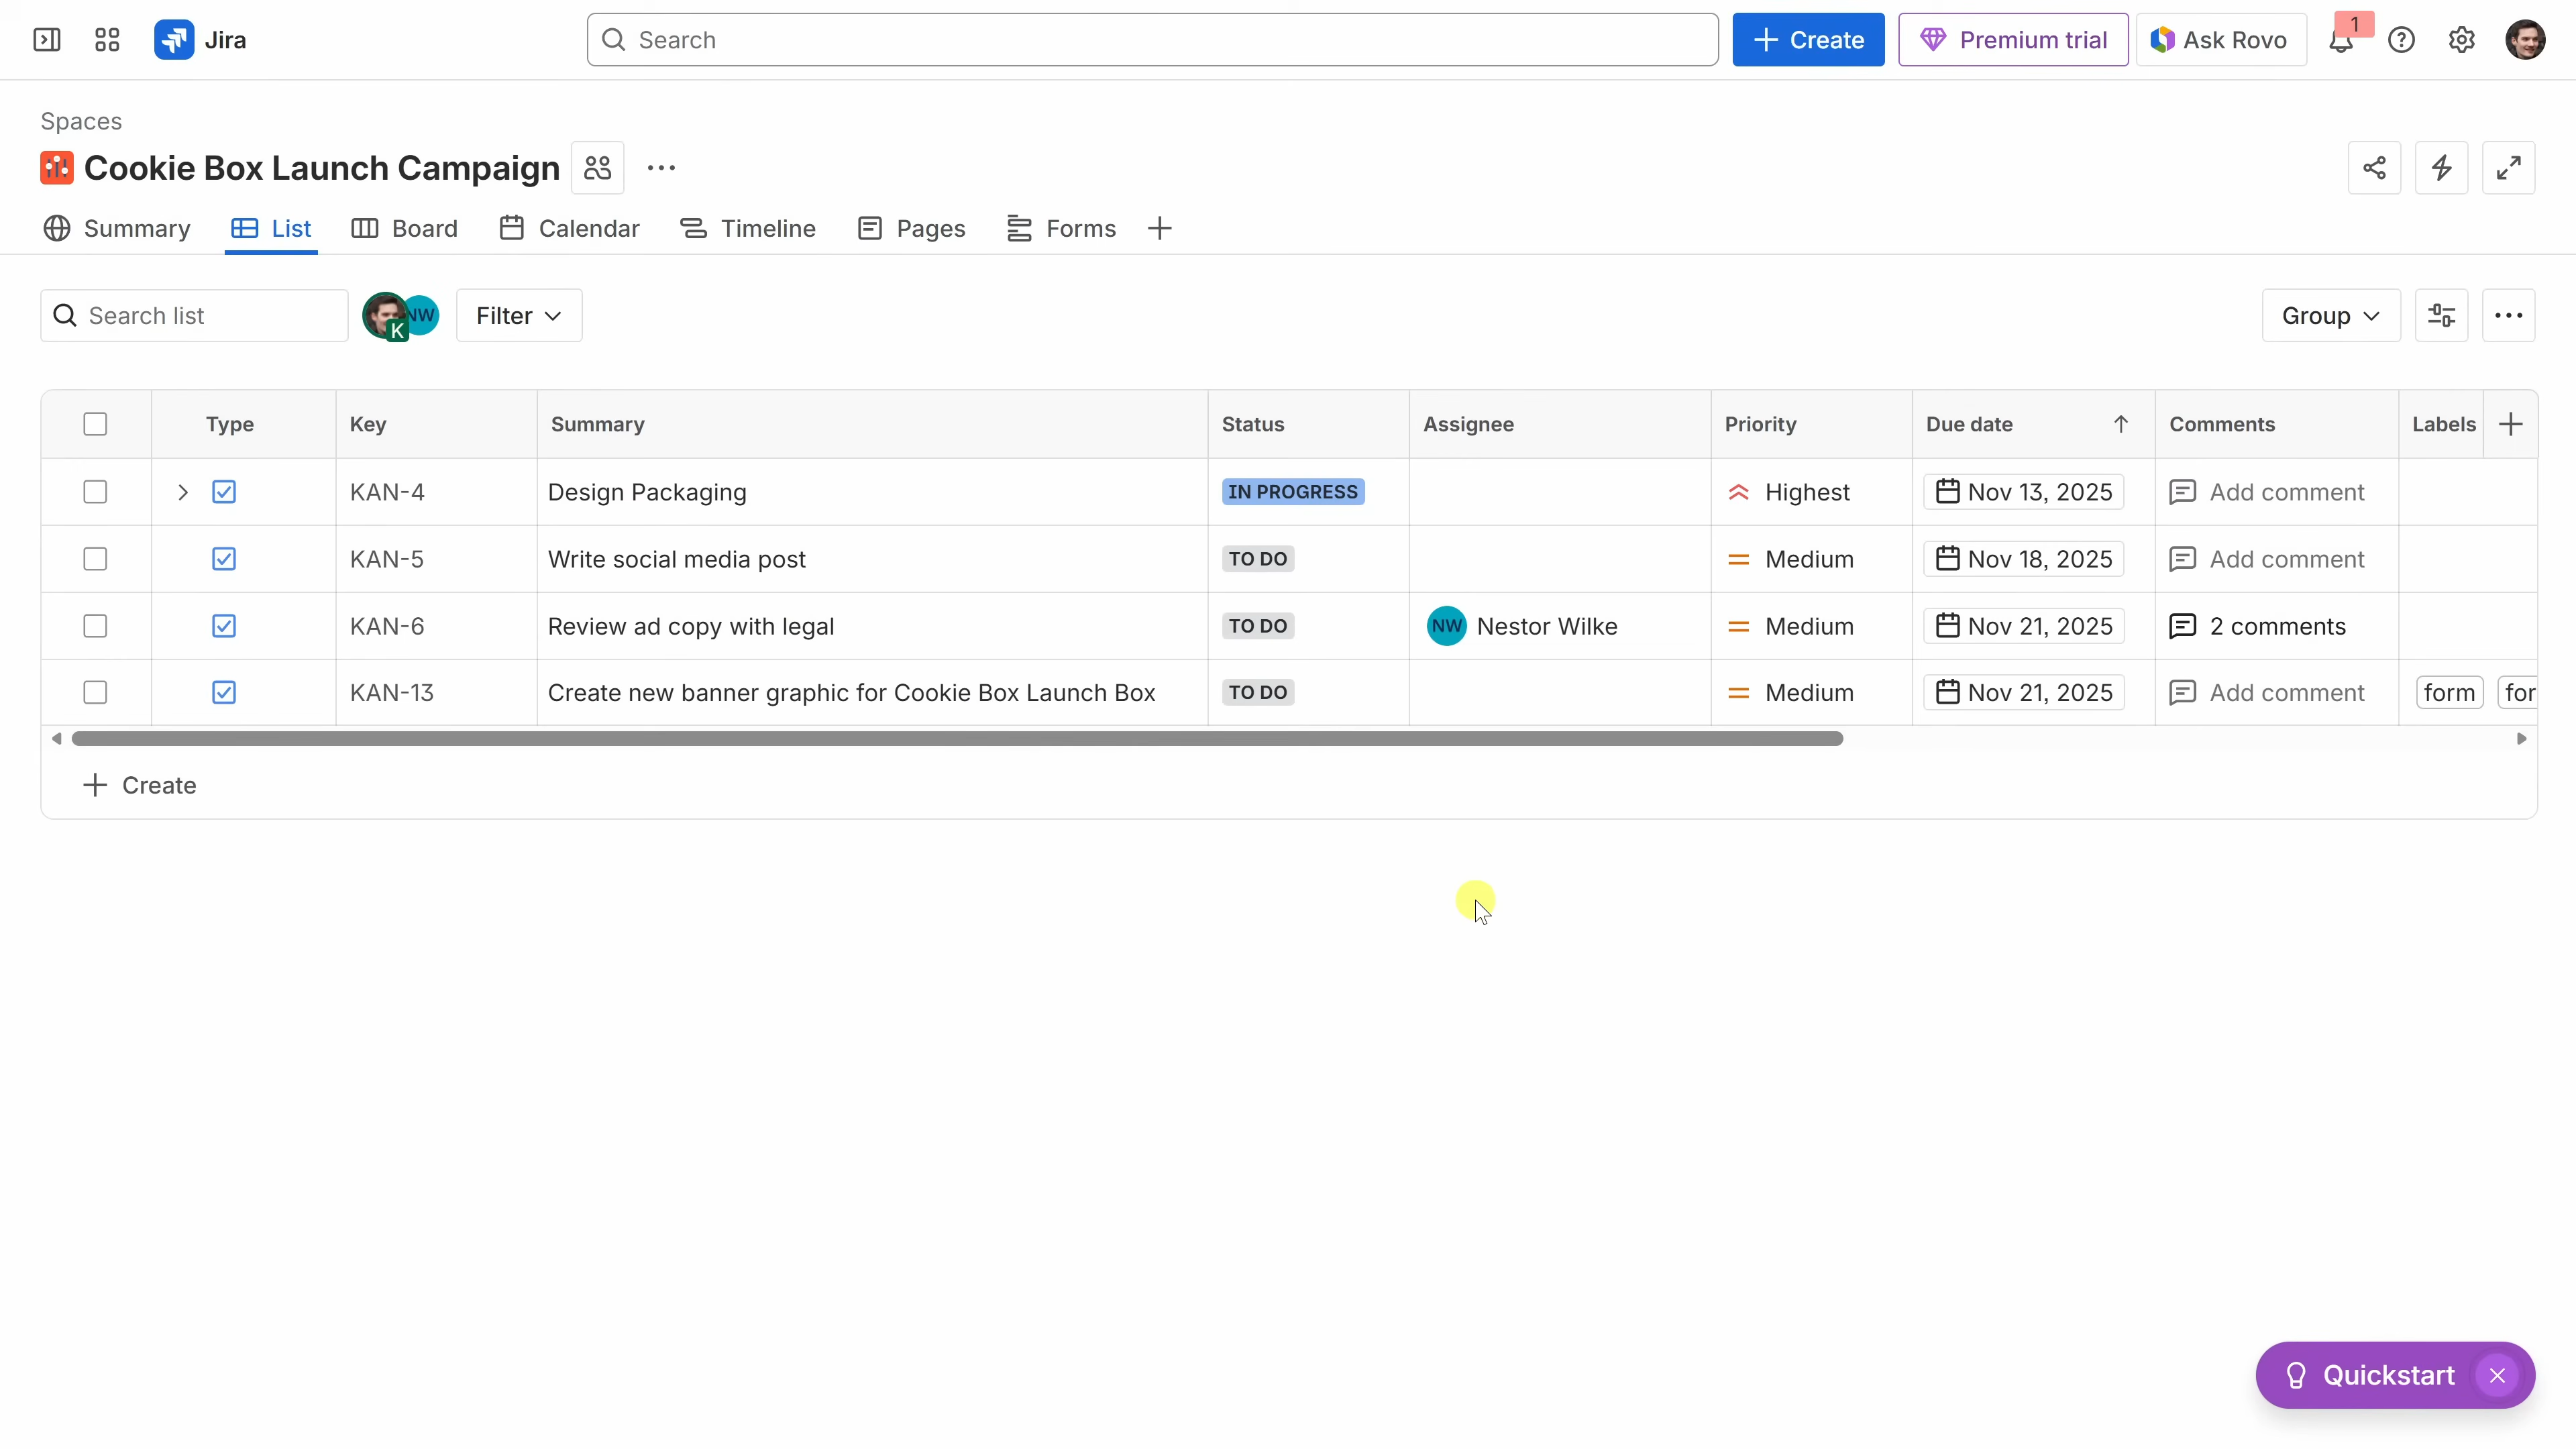 Jira
Search
Create
Premium trial
Ask Rovo
1
Spaces
Cookie Box Launch Campaign
Summary
List
Board
Calendar
Timeline
Pages
Forms
Search list
K
NW
Filter
Group
Type Key Summary Status Assignee Priority Due date Comments Labels
KAN-4 Design Packaging IN PROGRESS Highest Nov 13, 2025 Add comment
KAN-5 Write social media post TO DO Medium Nov 18, 2025 Add comment
KAN-6 Review ad copy with legal TO DO NW Nestor Wilke Medium Nov 21, 2025 2 comments
KAN-13 Create new banner graphic for Cookie Box Launch Box TO DO Medium Nov 21, 2025 Add comment form for
Create
Quickstart